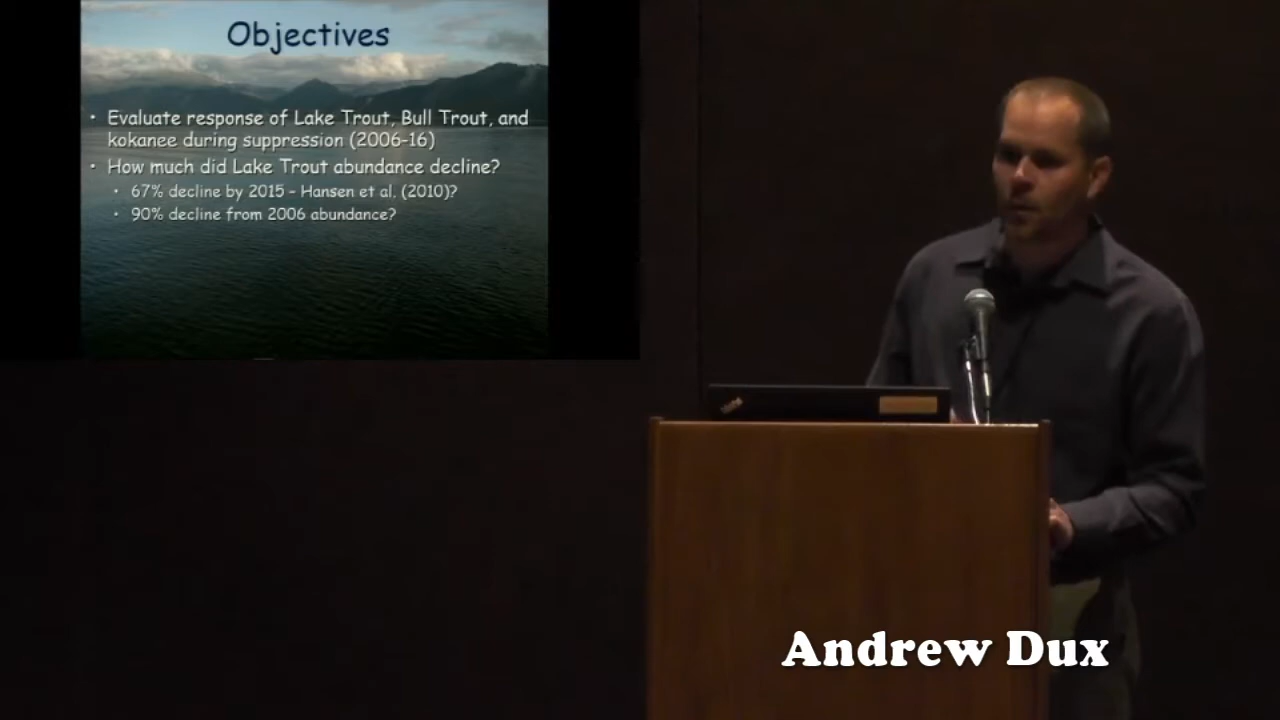 Objectives
• Evaluate response of Lake Trout, Bull Trout, and
kokanee during suppression (2006-16)
• How much did Lake Trout abundance decline?
• 67% decline by 2015 – Hansen et al. (2010)?
• 90% decline from 2006 abundance?
Andrew Dux